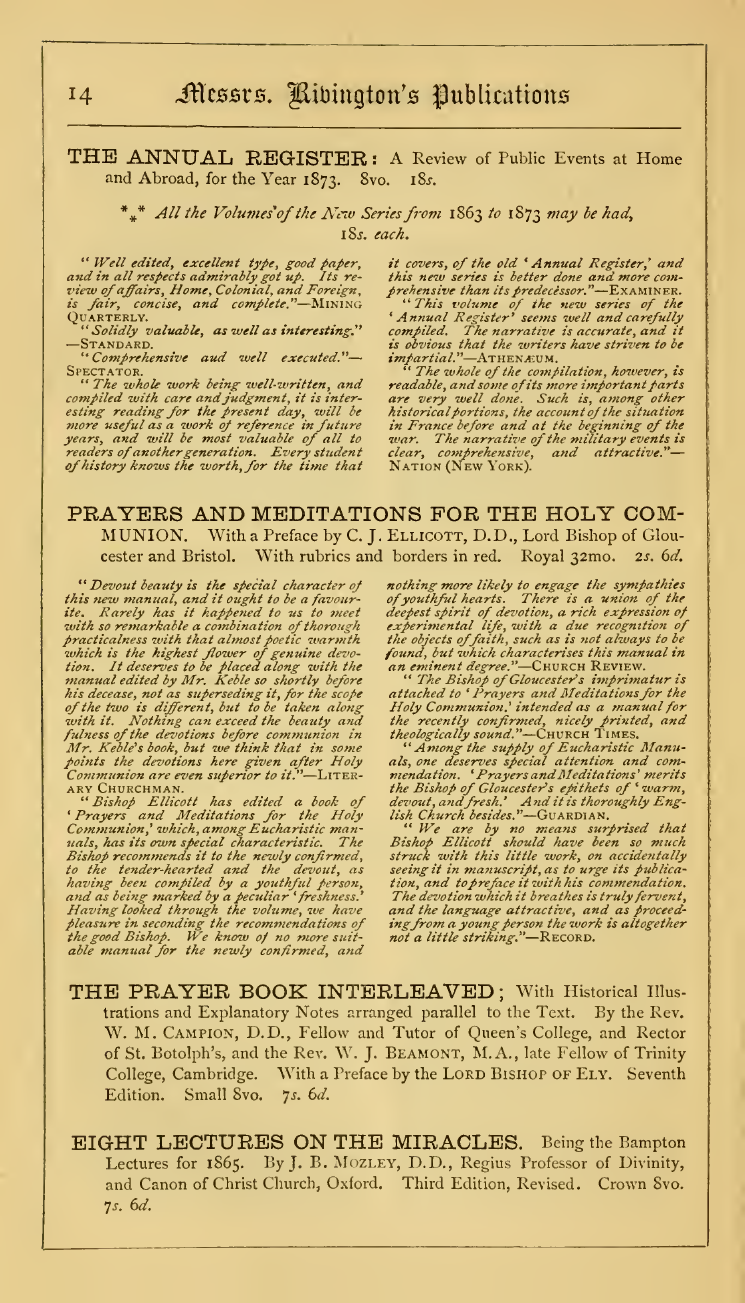 14 Messrs. Rivington's Publications
THE ANNUAL REGISTER: A Review of Public Events at Home
and Abroad, for the Year 1873. 8vo. 18s.
*** All the Volumes of the New Series from 1863 to 1873 may be had,
18s. each.
"Well edited, excellent type, good paper,
and in all respects admirably got up. Its re-
view of affairs, Home, Colonial, and Foreign,
is fair, concise, and complete."—MINING
QUARTERLY.
"Solidly valuable, as well as interesting."
—STANDARD.
"Comprehensive aud well executed."—
SPECTATOR.
"The whole work being well-written, and
compiled with care and judgment, it is inter-
esting reading for the present day, will be
more useful as a work of reference in future
years, and will be most valuable of all to
readers of another generation. Every student
of history knows the worth, for the time that
it covers, of the old 'Annual Register,' and
this new series is better done and more com-
prehensive than its predecessor."—EXAMINER.
"This volume of the new series of the
'Annual Register' seems well and carefully
compiled. The narrative is accurate, and it
is obvious that the writers have striven to be
impartial."—ATHENÆUM.
"The whole of the compilation, however, is
readable, and some of its more important parts
are very well done. Such is, among other
historical portions, the account of the situation
in France before and at the beginning of the
war. The narrative of the military events is
clear, comprehensive, and attractive."—
NATION (NEW YORK).
PRAYERS AND MEDITATIONS FOR THE HOLY COM-
MUNION. With a Preface by C. J. ELLICOTT, D.D., Lord Bishop of Glou-
cester and Bristol. With rubrics and borders in red. Royal 32mo. 2s. 6d.
"Devout beauty is the special character of
this new manual, and it ought to be a favour-
ite. Rarely has it happened to us to meet
with so remarkable a combination of thorough
practicalness with that almost poetic warmth
which is the highest flower of genuine devo-
tion. It deserves to be placed along with the
manual edited by Mr. Keble so shortly before
his decease, not as superseding it, for the scope
of the two is different, but to be taken along
with it. Nothing can exceed the beauty and
fulness of the devotions before communion in
Mr. Keble's book, but we think that in some
points the devotions here given after Holy
Communion are even superior to it."—LITER-
ARY CHURCHMAN.
"Bishop Ellicott has edited a book of
'Prayers and Meditations for the Holy
Communion,' which, among Eucharistic man-
uals, has its own special characteristic. The
Bishop recommends it to the newly confirmed,
to the tender-hearted and the devout, as
having been compiled by a youthful person,
and as being marked by a peculiar 'freshness.'
Having looked through the volume, we have
pleasure in seconding the recommendations of
the good Bishop. We know of no more suit-
able manual for the newly confirmed, and
nothing more likely to engage the sympathies
of youthful hearts. There is a union of the
deepest spirit of devotion, a rich expression of
experimental life, with a due recognition of
the objects of faith, such as is not always to be
found, but which characterises this manual in
an eminent degree."—CHURCH REVIEW.
"The Bishop of Gloucester's imprimatur is
attached to 'Prayers and Meditations for the
Holy Communion.' intended as a manual for
the recently confirmed, nicely printed, and
theologically sound."—CHURCH TIMES.
"Among the supply of Eucharistic Manu-
als, one deserves special attention and com-
mendation. 'Prayers and Meditations' merits
the Bishop of Gloucester's epithets of 'warm,
devout, and fresh.' And it is thoroughly Eng-
lish Church besides."—GUARDIAN.
"We are by no means surprised that
Bishop Ellicott should have been so much
struck with this little work, on accidentally
seeing it in manuscript, as to urge its publica-
tion, and to preface it with his commendation.
The devotion which it breathes is truly fervent,
and the language attractive, and as proceed-
ing from a young person the work is altogether
not a little striking."—RECORD.
THE PRAYER BOOK INTERLEAVED; With Historical Illus-
trations and Explanatory Notes arranged parallel to the Text. By the Rev.
W. M. CAMPION, D.D., Fellow and Tutor of Queen's College, and Rector
of St. Botolph's, and the Rev. W. J. BEAMONT, M.A., late Fellow of Trinity
College, Cambridge. With a Preface by the LORD BISHOP OF ELY. Seventh
Edition. Small 8vo. 7s. 6d.
EIGHT LECTURES ON THE MIRACLES. Being the Bampton
Lectures for 1865. By J. B. MOZLEY, D.D., Regius Professor of Divinity,
and Canon of Christ Church, Oxford. Third Edition, Revised. Crown 8vo.
7s. 6d.